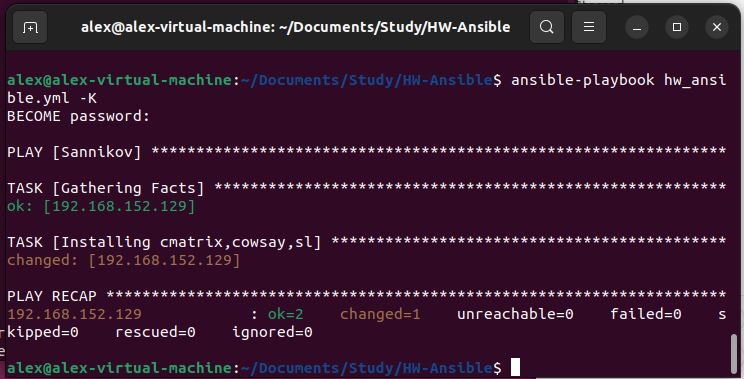 alex@alex-virtual-machine: ~/Documents/Study/HW-Ansible
alex@alex-virtual-machine:~/Documents/Study/HW-Ansible$ ansible-playbook hw_ansi
ble.yml -K
BECOME password:
PLAY [Sannikov] ****************************************************************
TASK [Gathering Facts] *********************************************************
ok: [192.168.152.129]
TASK [Installing cmatrix,cowsay,sl] ********************************************
changed: [192.168.152.129]
PLAY RECAP *********************************************************************
192.168.152.129            : ok=2    changed=1    unreachable=0    failed=0    s
kipped=0    rescued=0    ignored=0
alex@alex-virtual-machine:~/Documents/Study/HW-Ansible$